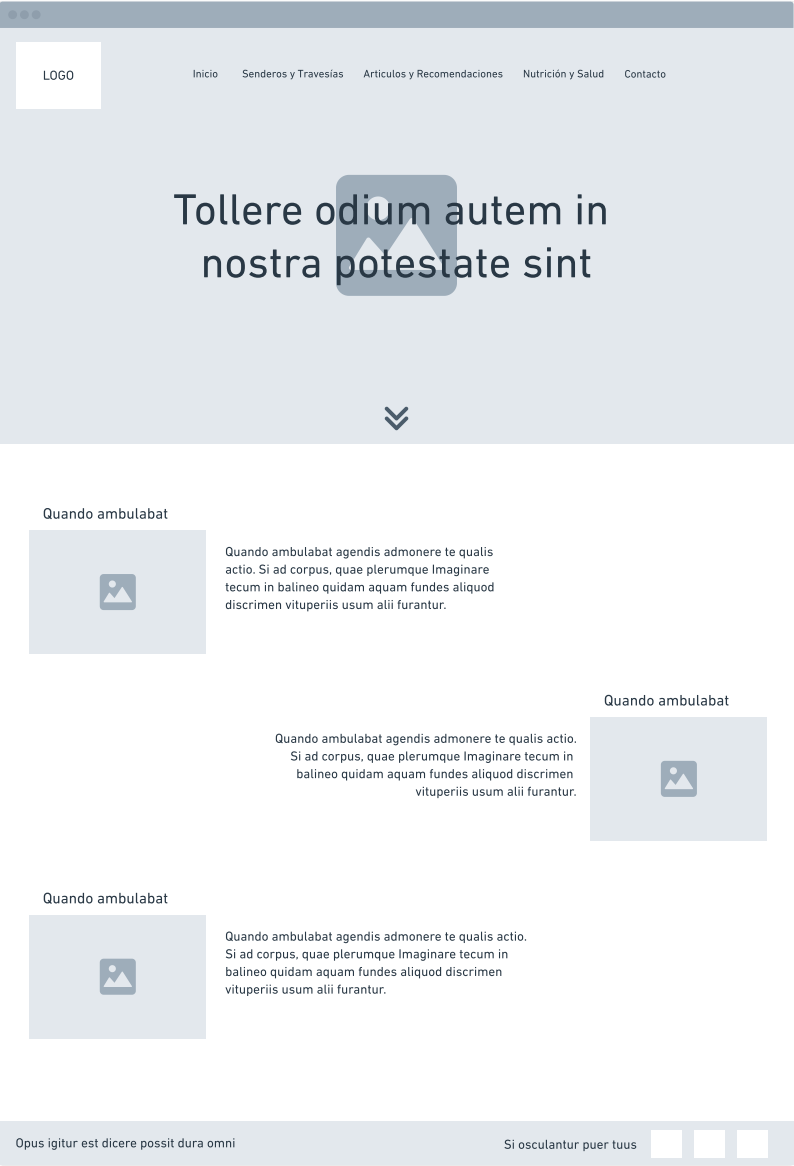 LOGO
Inicio
Senderos y Travesías
Articulos y Recomendaciones
Nutrición y Salud
Contacto
Tollere odium autem in
nostra potestate sint
Quando ambulabat
Quando ambulabat agendis admonere te qualis
actio. Si ad corpus, quae plerumque Imaginare
tecum in balineo quidam aquam fundes aliquod
discrimen vituperiis usum alii furantur.
Quando ambulabat
Quando ambulabat agendis admonere te qualis actio.
Si ad corpus, quae plerumque Imaginare tecum in
balineo quidam aquam fundes aliquod discrimen
vituperiis usum alii furantur.
Quando ambulabat
Quando ambulabat agendis admonere te qualis actio.
Si ad corpus, quae plerumque Imaginare tecum in
balineo quidam aquam fundes aliquod discrimen
vituperiis usum alii furantur.
Opus igitur est dicere possit dura omni
Si osculantur puer tuus